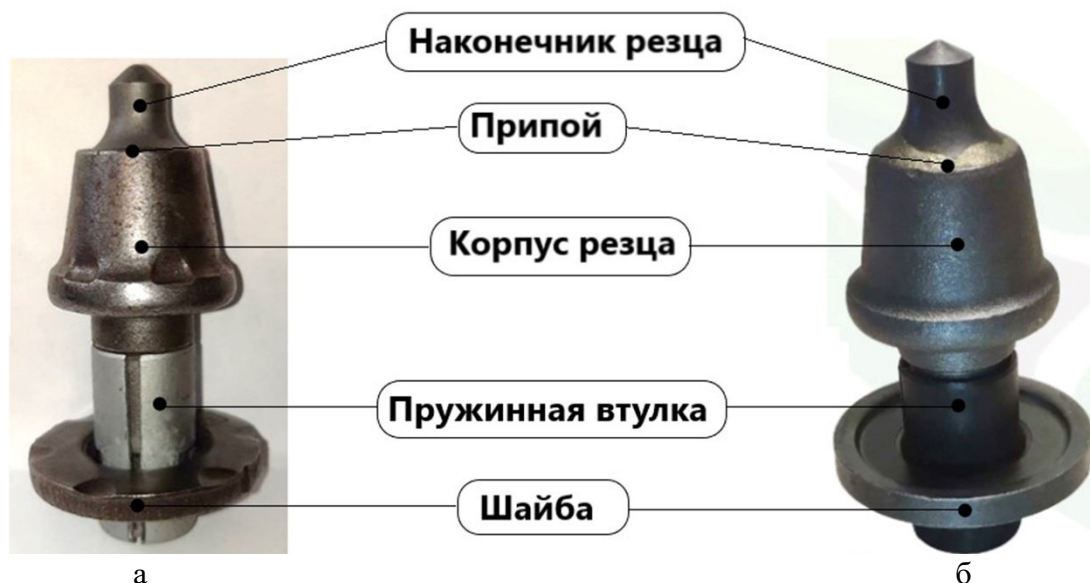 Наконечник резца
Припой
Корпус резца
Пружинная втулка
Шайба
а
б